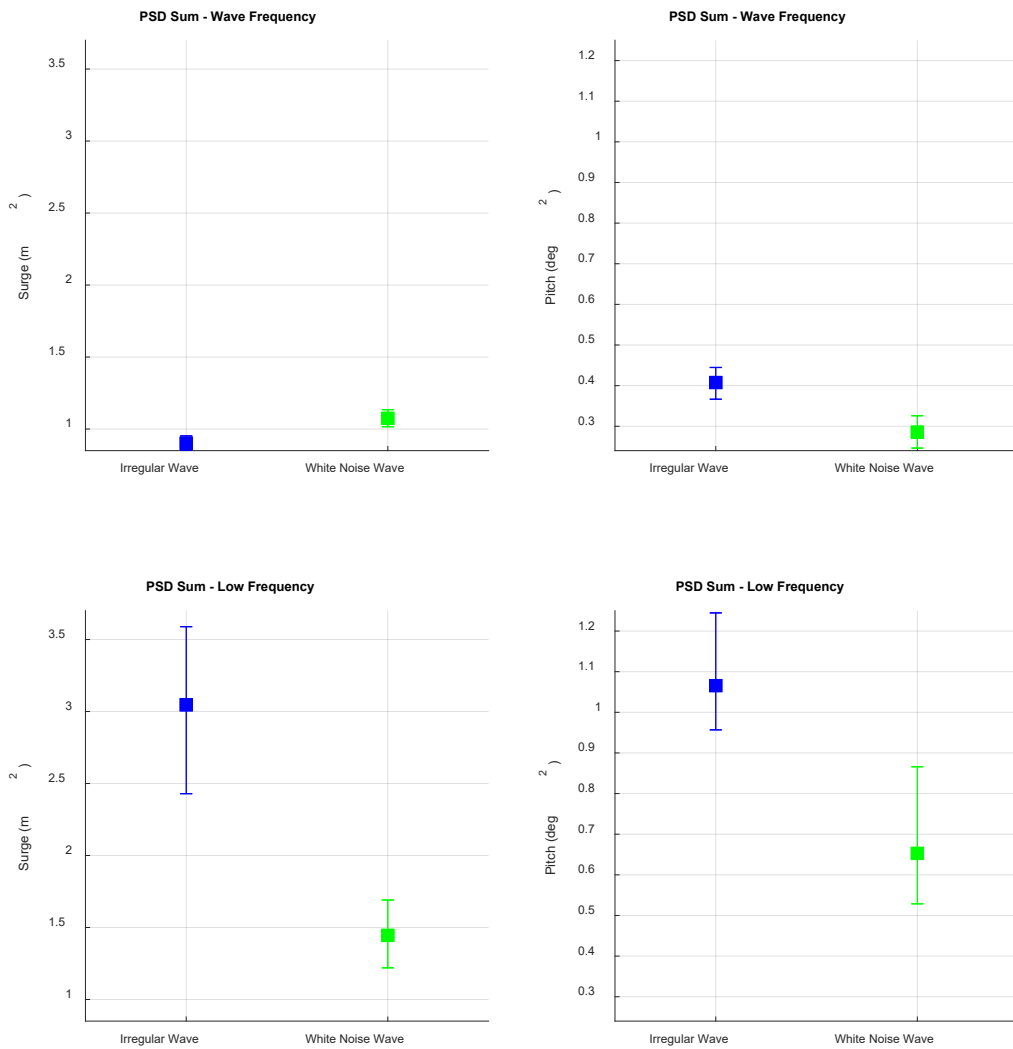 PSD Sum - Wave Frequency
3.5
3
2.5
2
1.5
1
Surge (m
2
)
Irregular Wave
White Noise Wave
PSD Sum - Wave Frequency
1.2
1.1
1
0.9
0.8
0.7
0.6
0.5
0.4
0.3
Pitch (deg
2
)
Irregular Wave
White Noise Wave
PSD Sum - Low Frequency
3.5
3
2.5
2
1.5
1
Surge (m
2
)
Irregular Wave
White Noise Wave
PSD Sum - Low Frequency
1.2
1.1
1
0.9
0.8
0.7
0.6
0.5
0.4
0.3
Pitch (deg
2
)
Irregular Wave
White Noise Wave